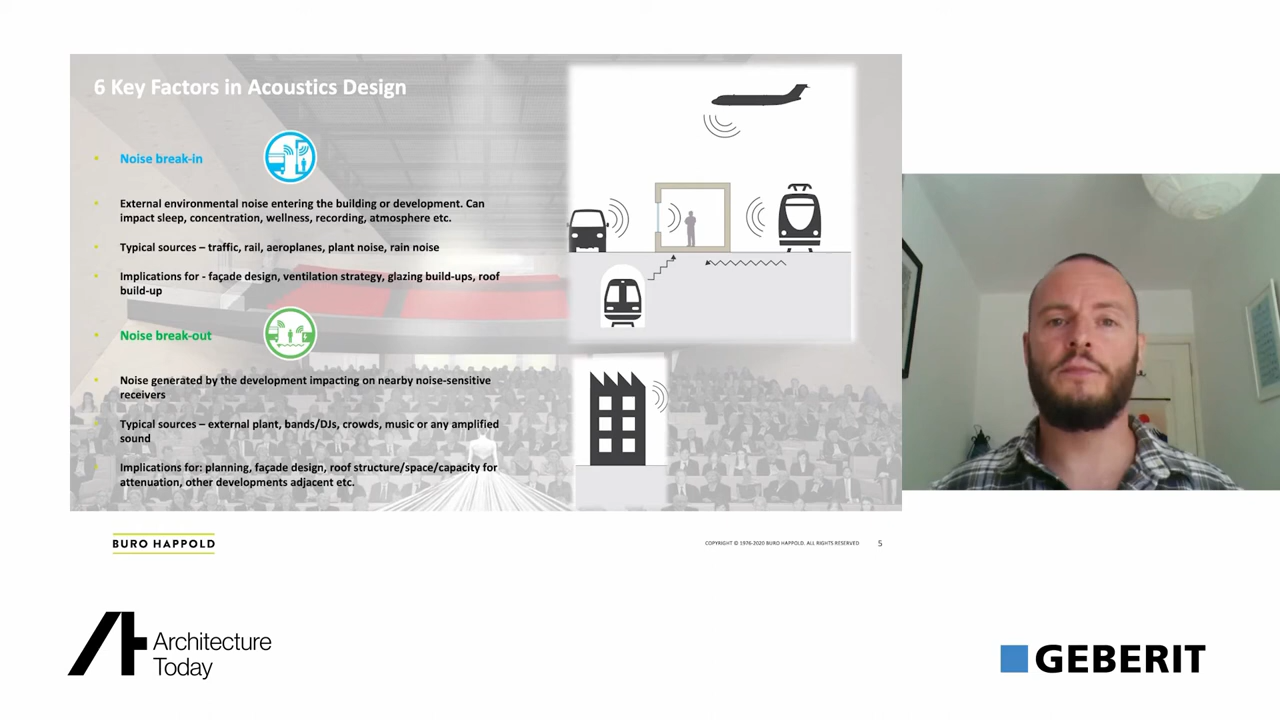 6 Key Factors in Acoustics Design
• Noise break-in
• External environmental noise entering the building or development. Can
impact sleep, concentration, wellness, recording, atmosphere etc.
• Typical sources – traffic, rail, aeroplanes, plant noise, rain noise
• Implications for - façade design, ventilation strategy, glazing build-ups, roof
build-up
• Noise break-out
• Noise generated by the development impacting on nearby noise-sensitive
receivers
• Typical sources – external plant, bands/DJs, crowds, music or any amplified
sound
• Implications for: planning, façade design, roof structure/space/capacity for
attenuation, other developments adjacent etc.
BURO HAPPOLD
COPYRIGHT © 1976-2020 BURO HAPPOLD. ALL RIGHTS RESERVED
5
Architecture
Today
GEBERIT